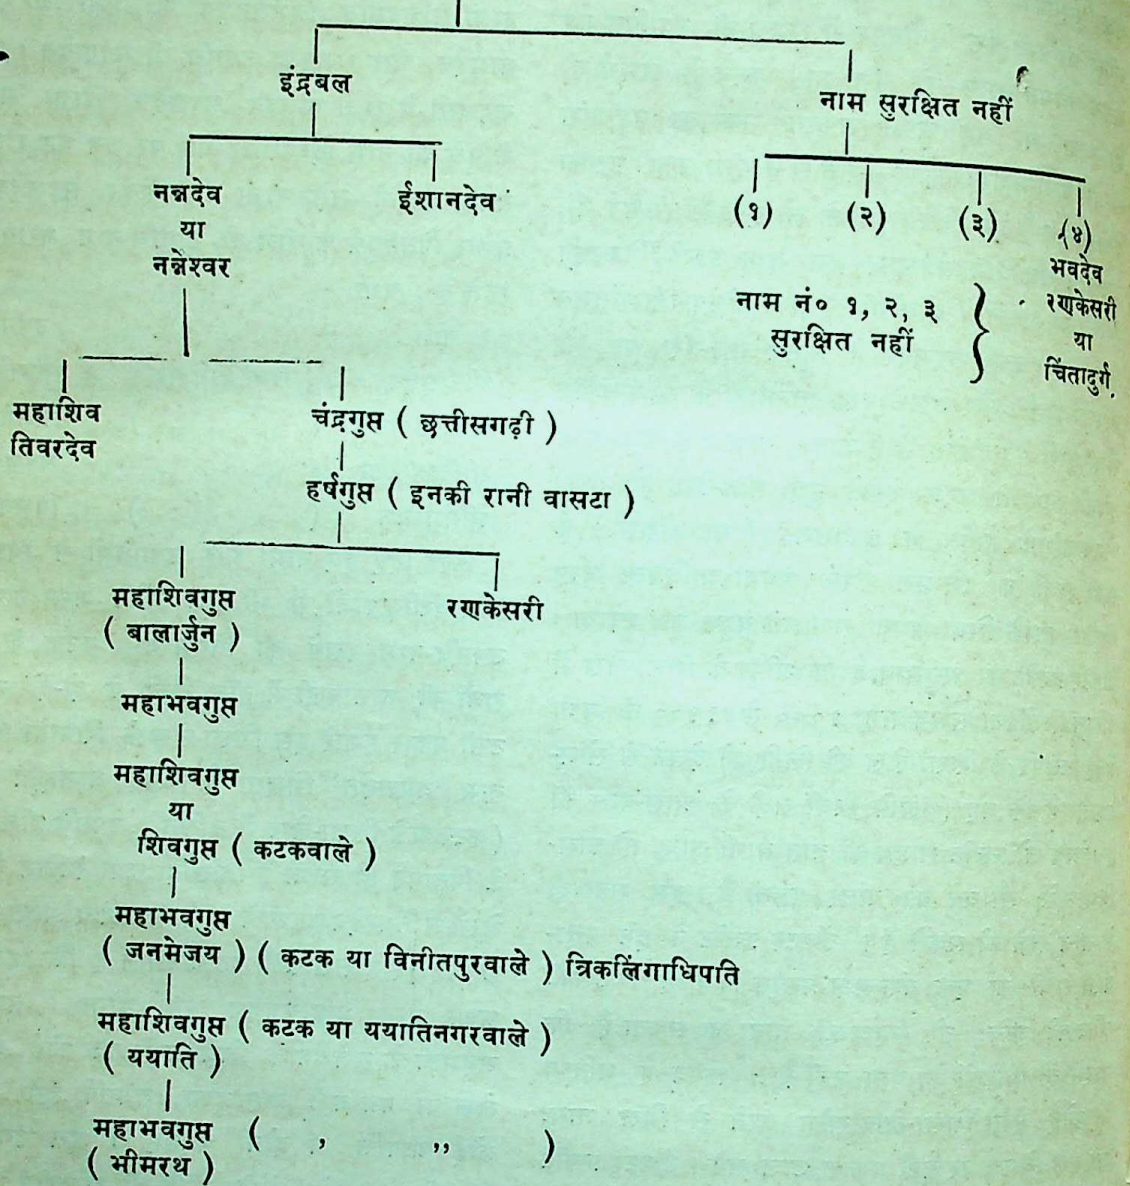 इंद्रबल
नाम सुरक्षित नहीं
नन्नदेव
या
नन्नेश्वर
ईशानदेव
(१) (२) (३) (४)
भवदेव
रणकेसरी
या
चिंतादुर्ग
नाम नं० १, २, ३
सुरक्षित नहीं
महाशिव
तिवरदेव
चंद्रगुप्त ( छत्तीसगढ़ी )
हर्षगुप्त ( इनकी रानी वासटा )
महाशिवगुप्त
( बालार्जुन )
रणकेसरी
महाभवगुप्त
महाशिवगुप्त
या
शिवगुप्त ( कटकवाले )
महाभवगुप्त
( जनमेजय ) ( कटक या विनीतपुरवाले ) त्रिकलिंगाधिपति
महाशिवगुप्त ( कटक या ययातिनगरवाले )
( ययाति )
महाभवगुप्त ( , ,, )
( भीमरथ )